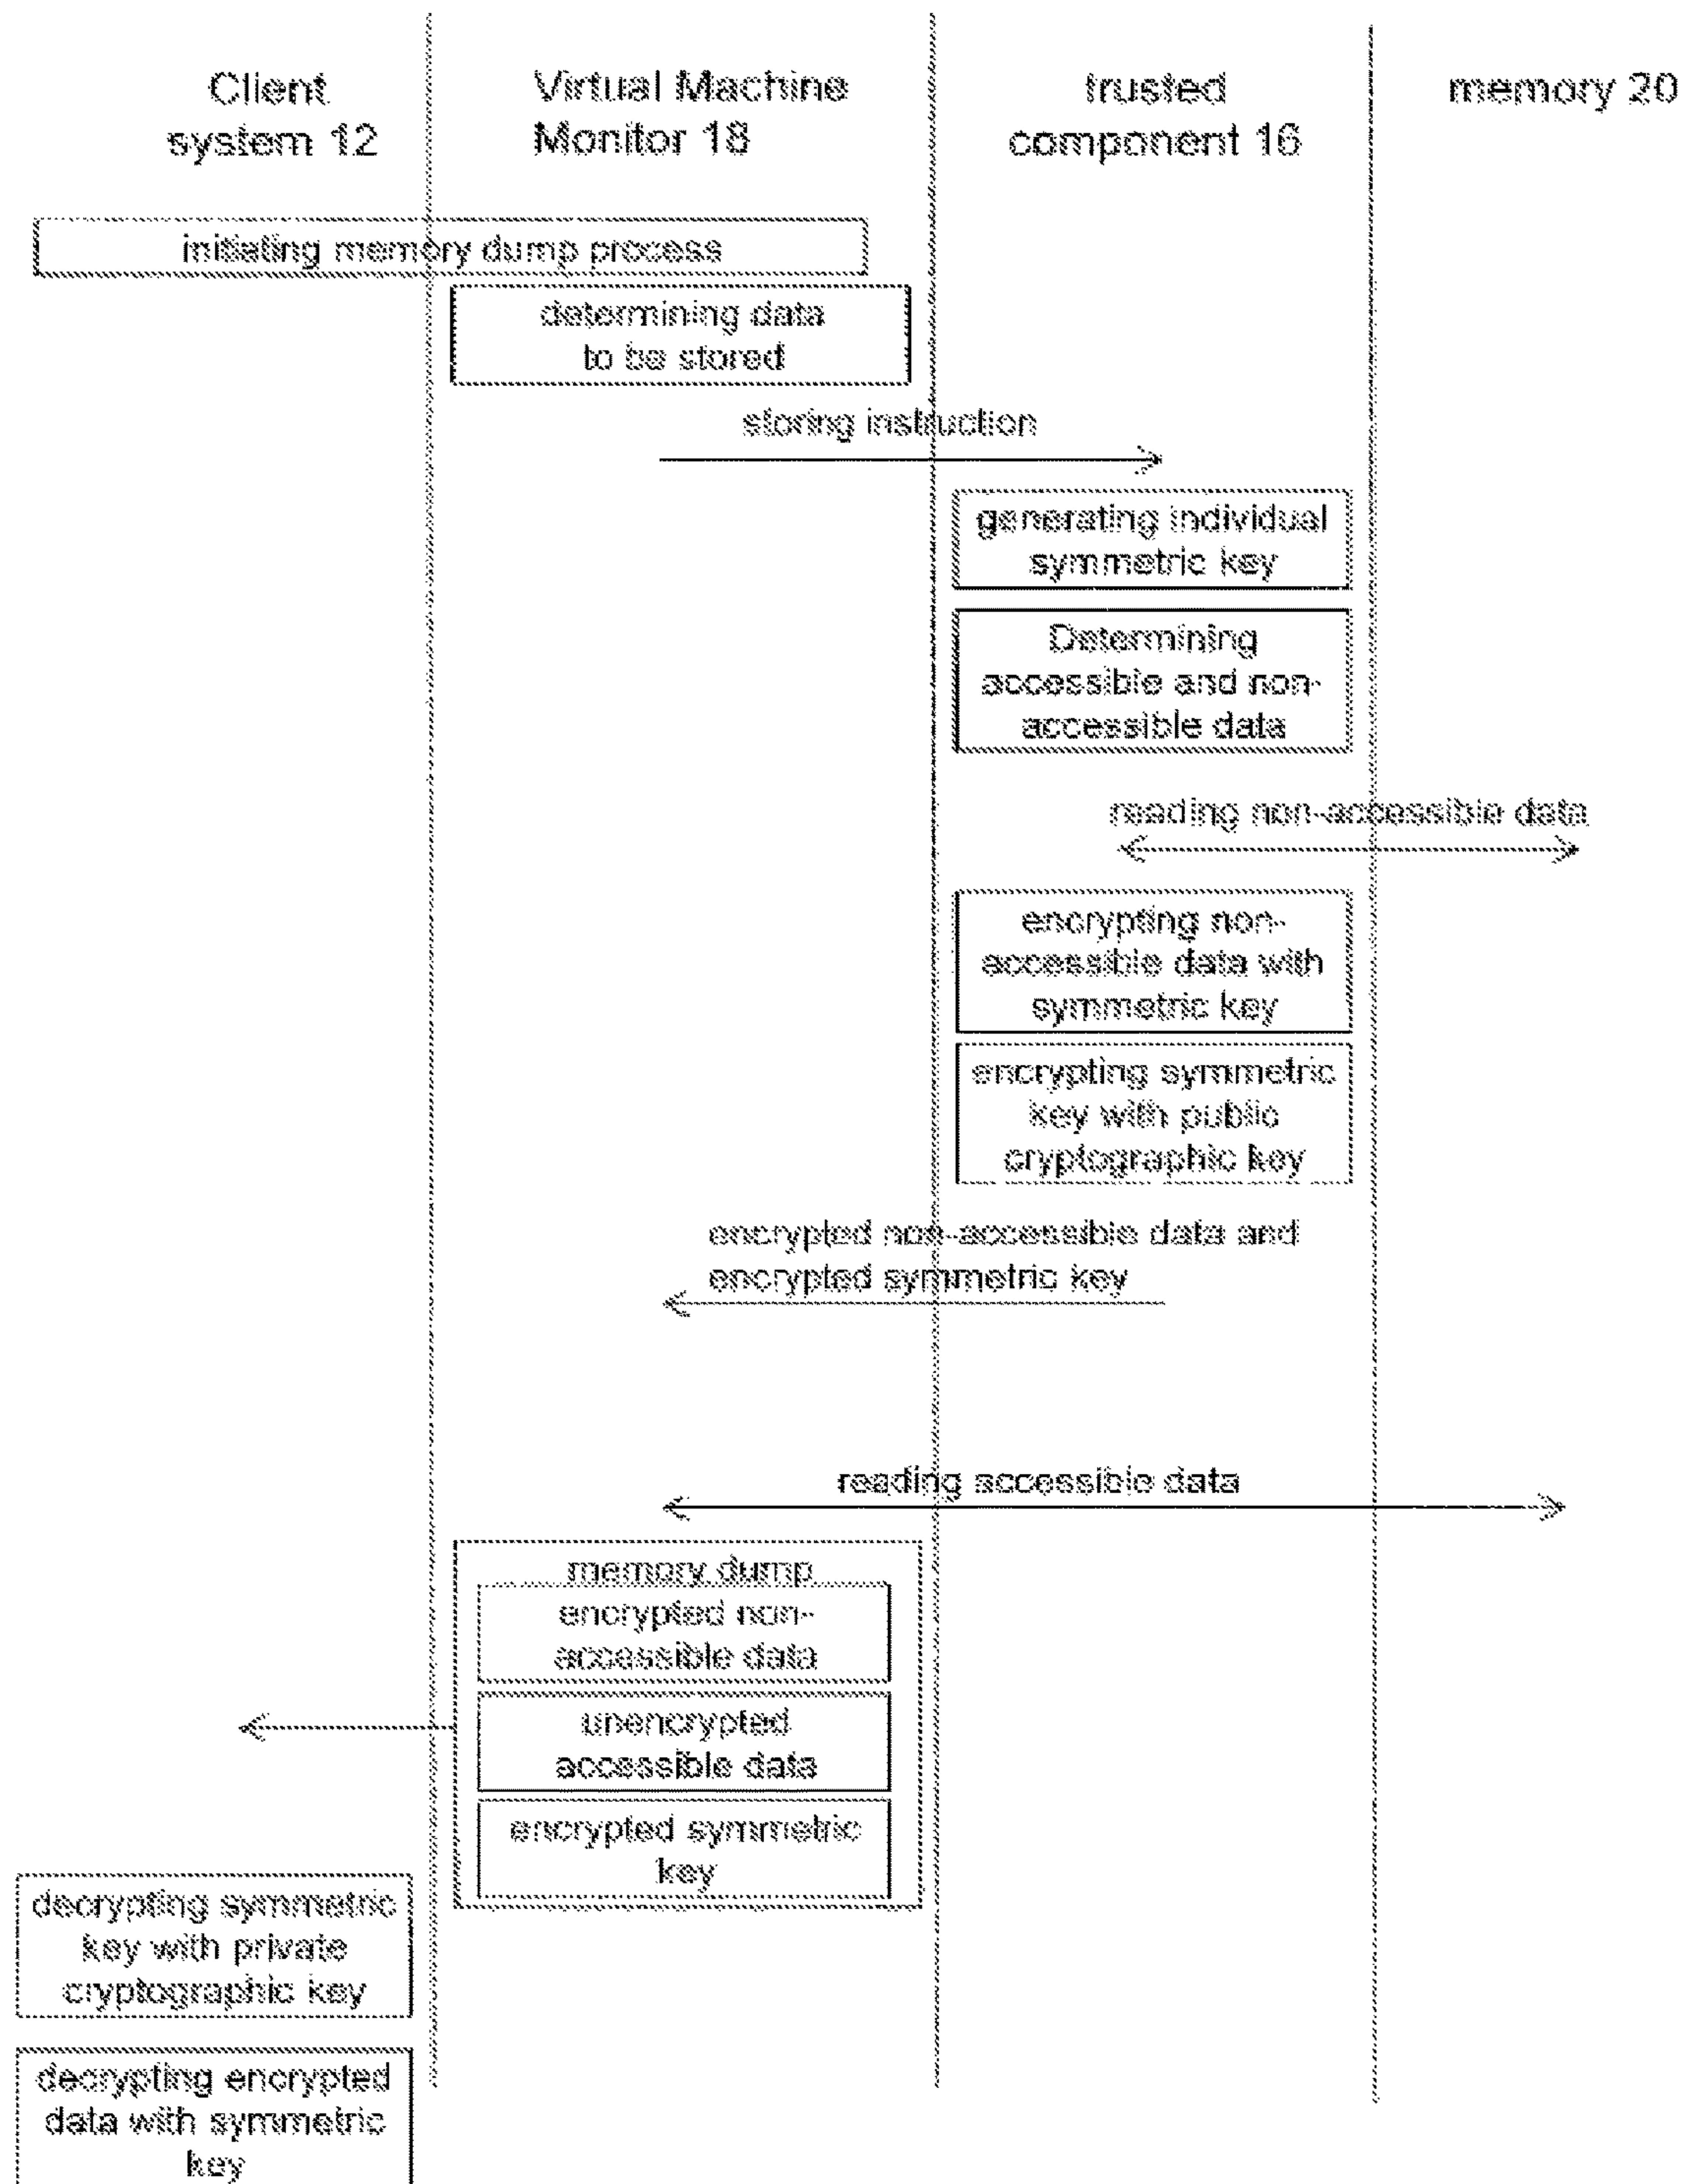 Client
system 12
Virtual Machine
Monitor 18
trusted
component 16
memory 20
initiating memory dump process
determining data
to be stored
storing instruction
generating individual
symmetric key
Determining
accessible and non-
accessible data
reading non-accessible data
encrypting non-
accessible data with
symmetric key
encrypting symmetric
key with public
cryptographic key
encrypted non-accessible data and
encrypted symmetric key
reading accessible data
memory dump
encrypted non-
accessible data
unencrypted
accessible data
encrypted symmetric
key
decrypting symmetric
key with private
cryptographic key
decrypting encrypted
data with symmetric
key